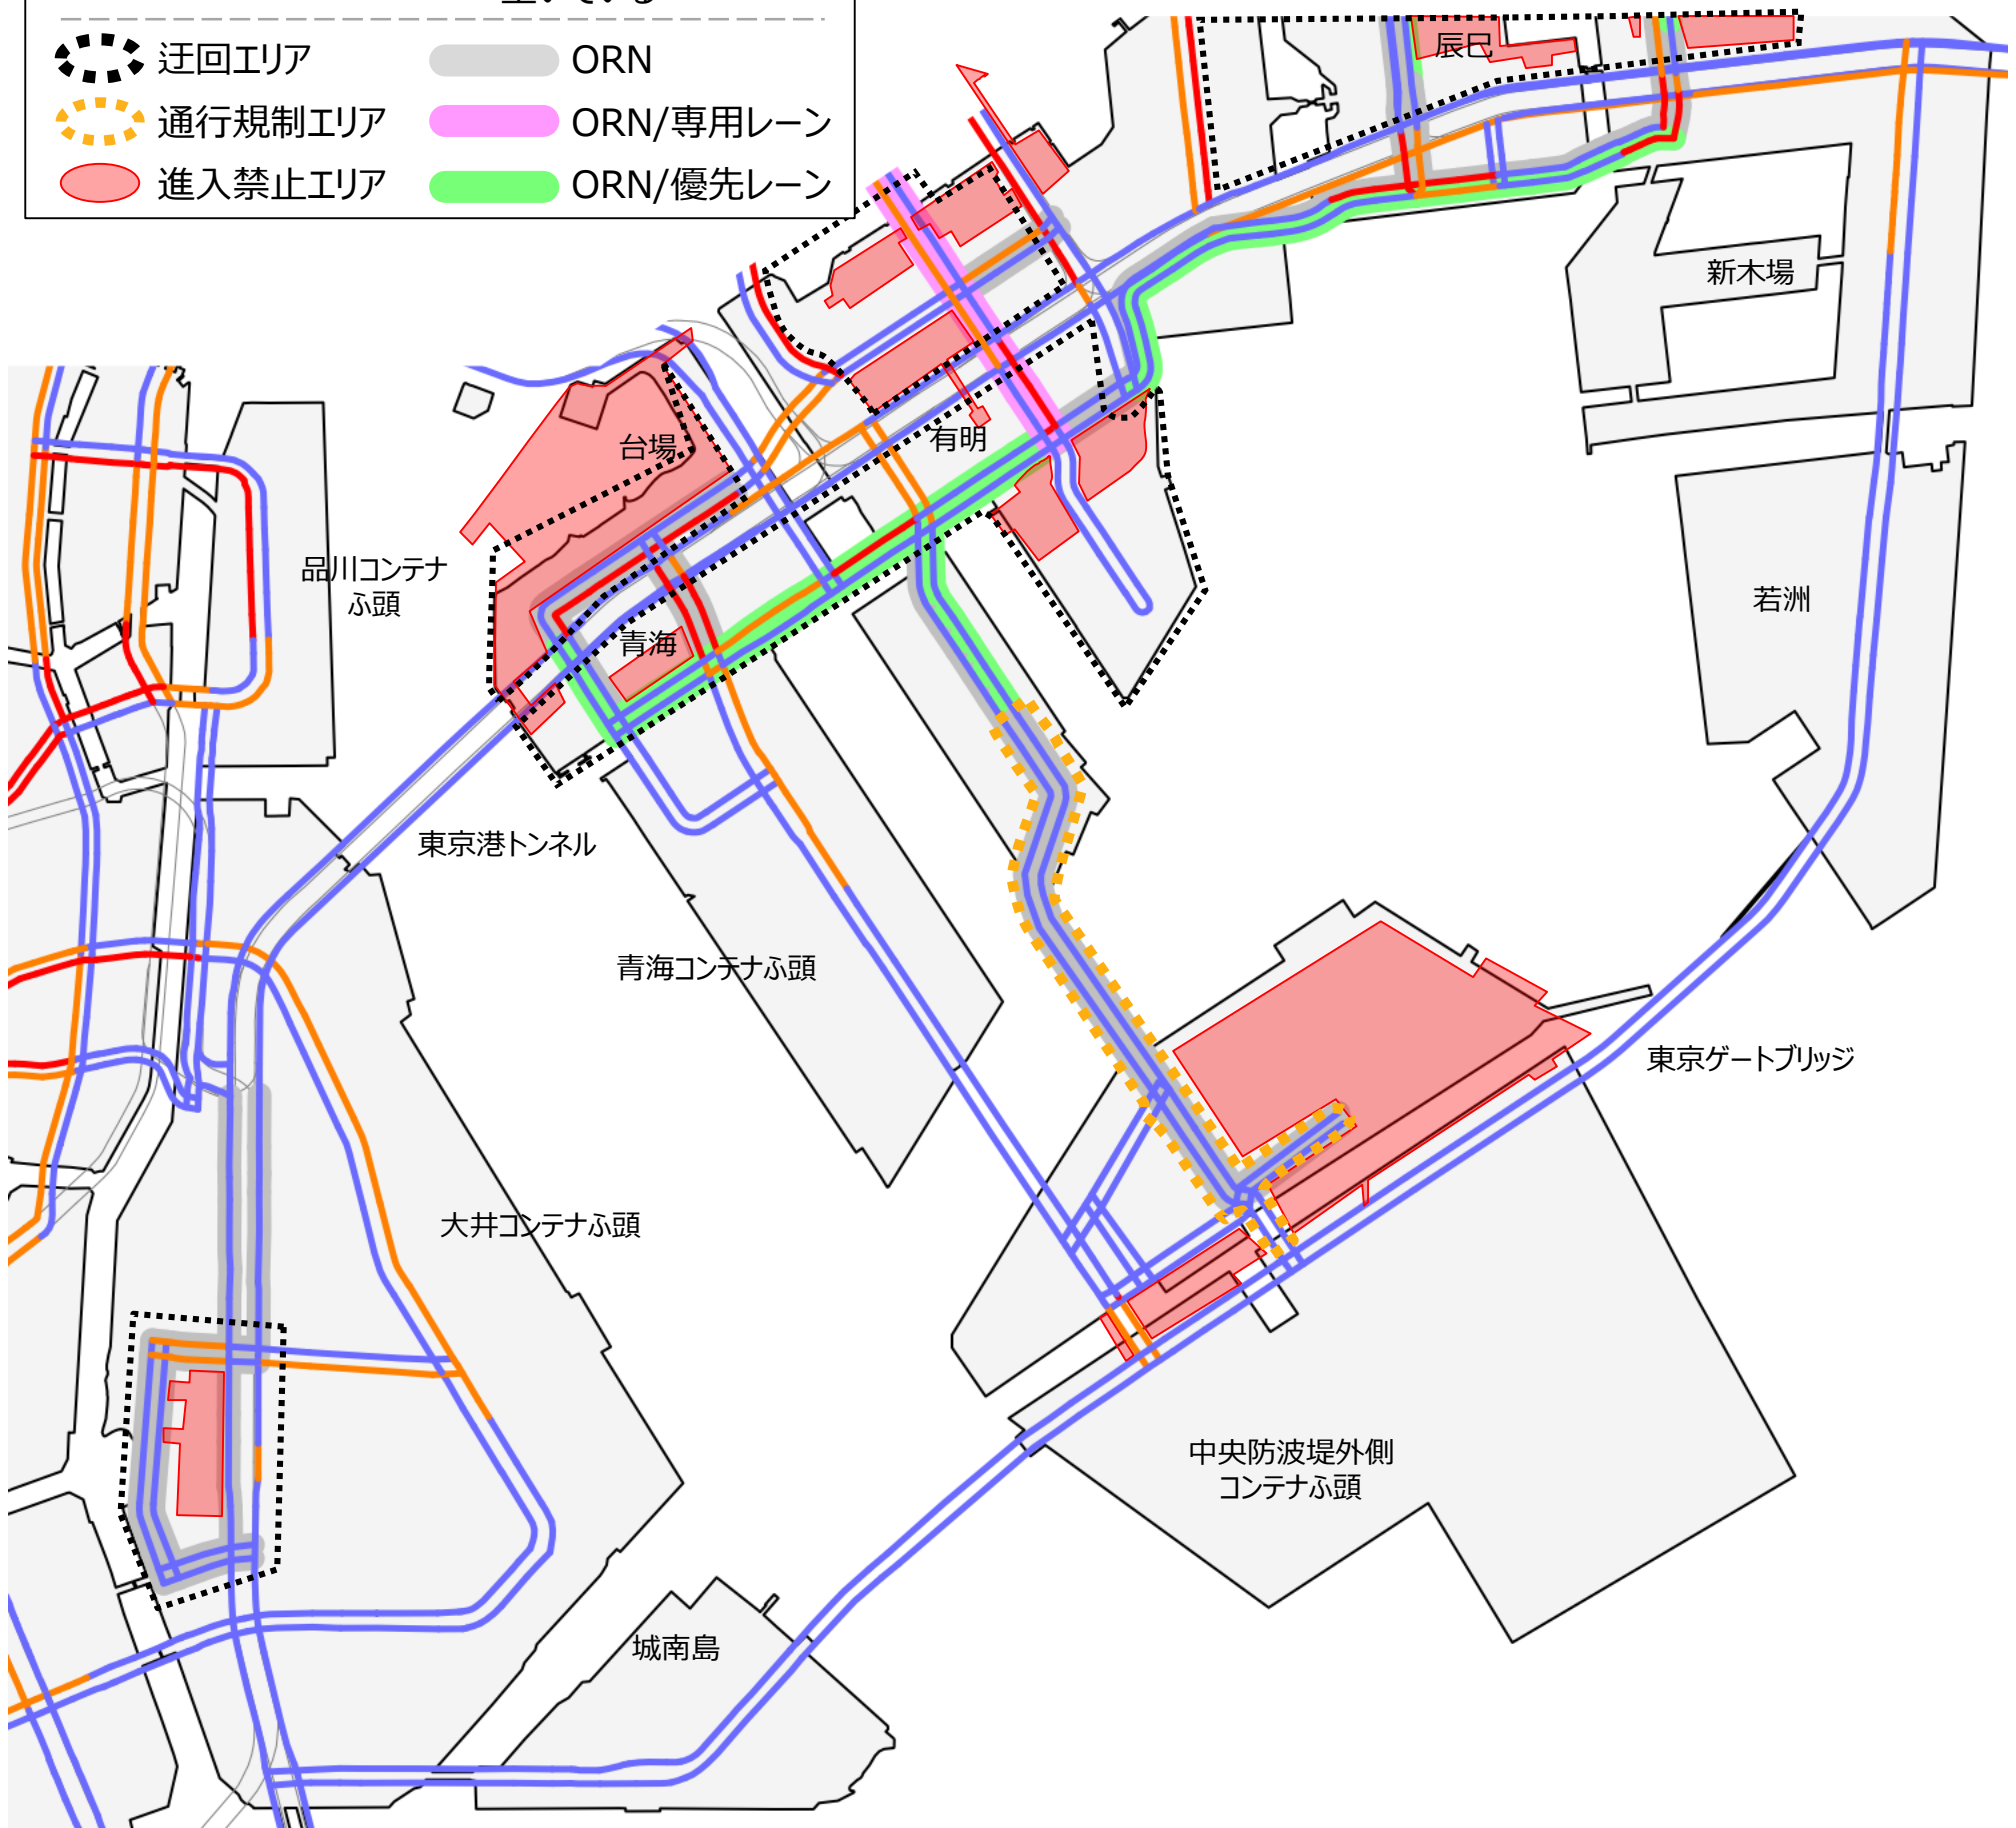 空いている
迂回エリア
ORN
通行規制エリア
ORN/専用レーン
進入禁止エリア
ORN/優先レーン
辰巳
新木場
台場
有明
品川コンテナ
ふ頭
青海
若洲
東京港トンネル
青海コンテナふ頭
東京ゲートブリッジ
大井コンテナふ頭
中央防波堤外側
コンテナふ頭
城南島